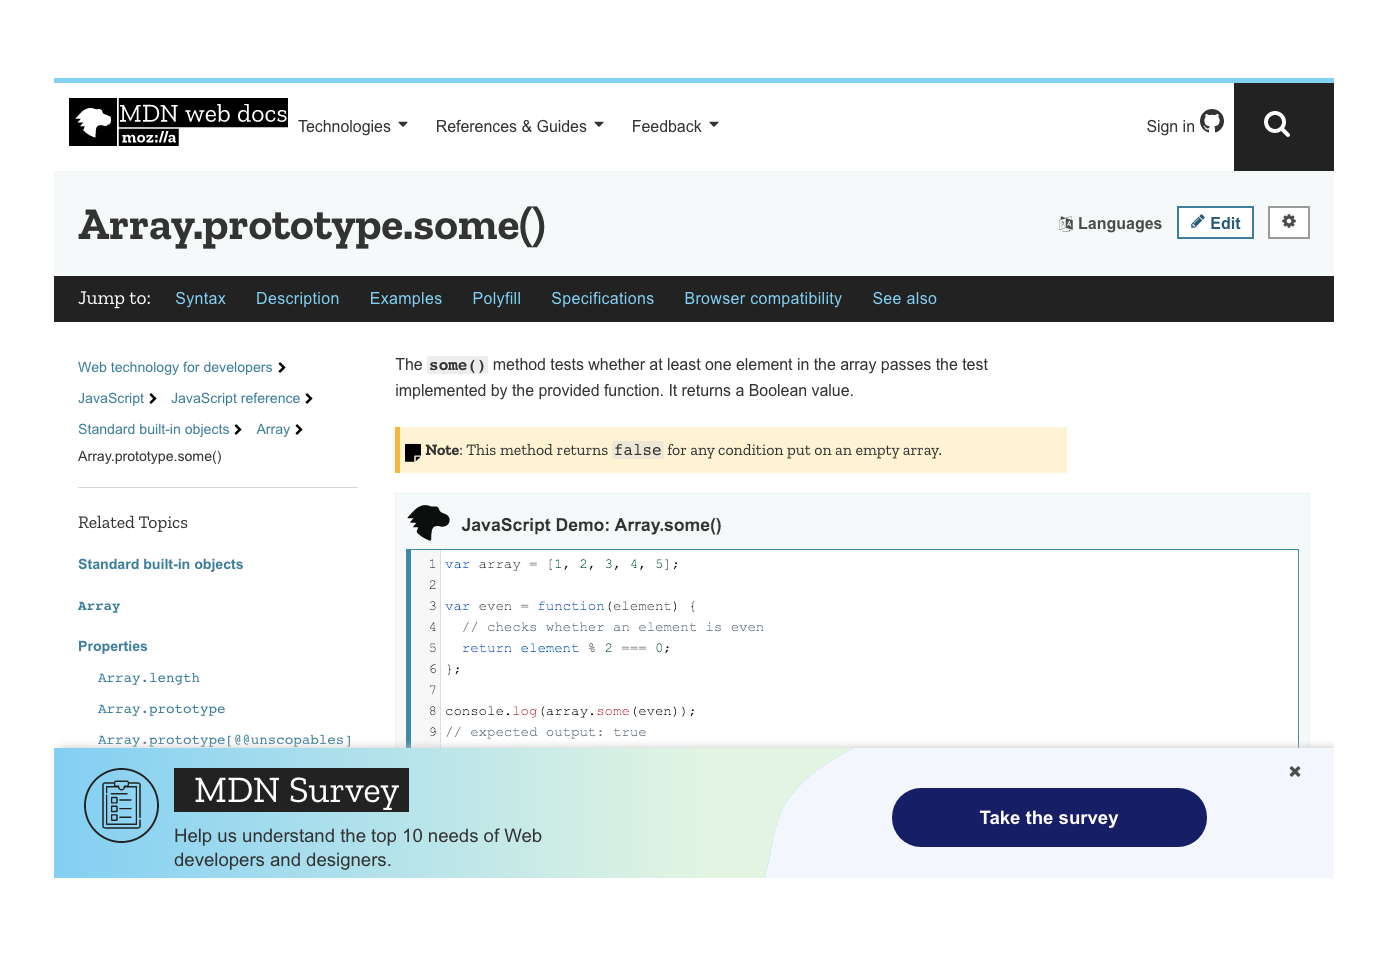 MDN web docs
moz://a
Technologies
References & Guides
Feedback
Sign in
Array.prototype.some()
Languages
Edit
Jump to: Syntax Description Examples Polyfill Specifications Browser compatibility See also
Web technology for developers
JavaScript JavaScript reference
Standard built-in objects Array
Array.prototype.some()
Related Topics
Standard built-in objects
Array
Properties
Array.length
Array.prototype
Array.prototype[@@unscopables]
The some() method tests whether at least one element in the array passes the test
implemented by the provided function. It returns a Boolean value.
Note: This method returns false for any condition put on an empty array.
JavaScript Demo: Array.some()
1 var array = [1, 2, 3, 4, 5];
2
3 var even = function(element) {
4 // checks whether an element is even
5 return element % 2 === 0;
6 };
7
8 console.log(array.some(even));
9 // expected output: true
MDN Survey
Help us understand the top 10 needs of Web
developers and designers.
Take the survey